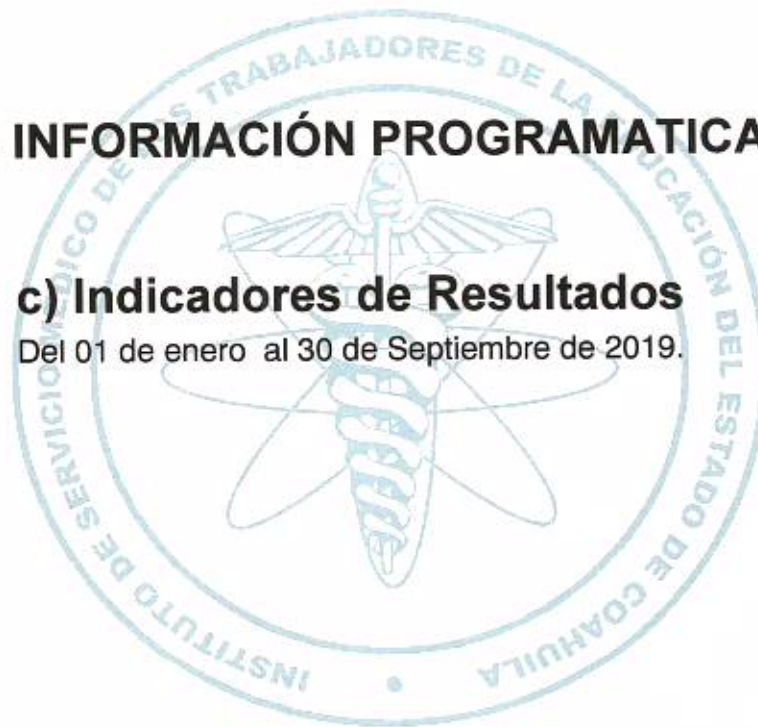 INFORMACIÓN PROGRAMATICA
c) Indicadores de Resultados
Del 01 de enero al 30 de Septiembre de 2019.
INSTITUTO DE SERVICIO MEDICO DE LOS TRABAJADORES DE LA EDUCACIÓN DEL ESTADO DE COAHUILA